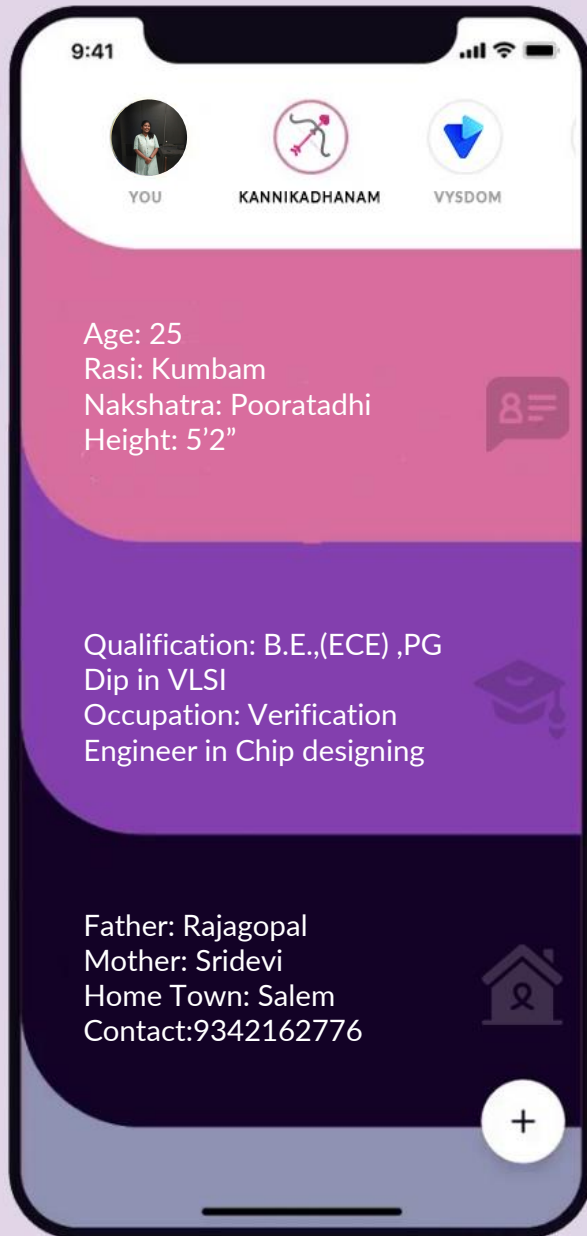 9:41
YOU
KANNIKADHANAM
VYSDOM
Age: 25
Rasi: Kumbam
Nakshatra: Pooratadhi
Height: 5’2”
Qualification: B.E.,(ECE) ,PG
Dip in VLSI
Occupation: Verification
Engineer in Chip designing
Father: Rajagopal
Mother: Sridevi
Home Town: Salem
Contact:9342162776